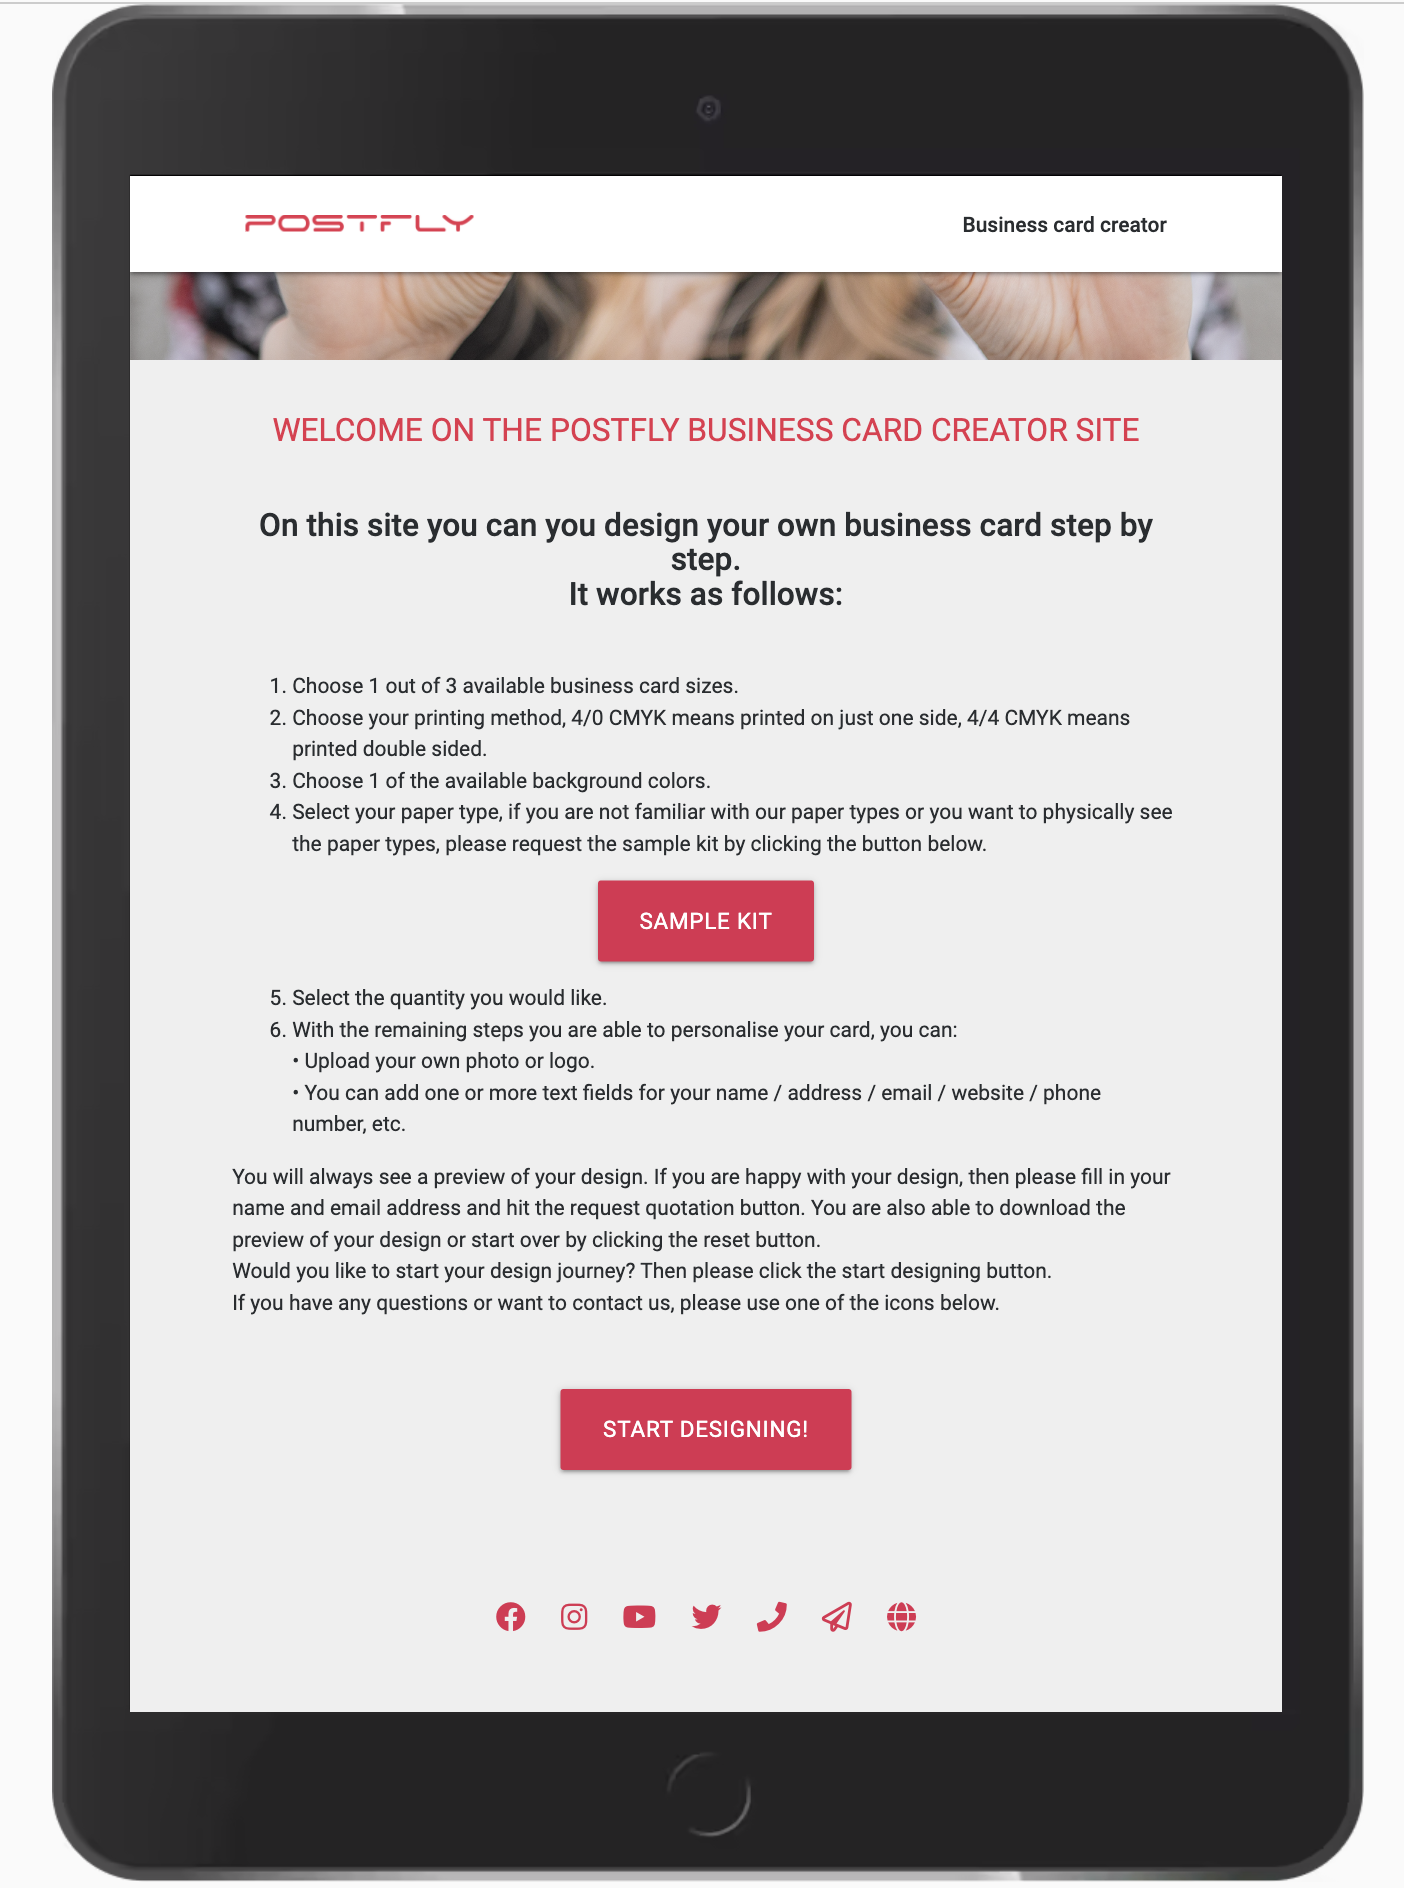 POSTFLY
Business card creator
WELCOME ON THE POSTFLY BUSINESS CARD CREATOR SITE
On this site you can you design your own business card step by
step.
It works as follows:
1. Choose 1 out of 3 available business card sizes.
2. Choose your printing method, 4/0 CMYK means printed on just one side, 4/4 CMYK means
printed double sided.
3. Choose 1 of the available background colors.
4. Select your paper type, if you are not familiar with our paper types or you want to physically see
the paper types, please request the sample kit by clicking the button below.
SAMPLE KIT
5. Select the quantity you would like.
6. With the remaining steps you are able to personalise your card, you can:
• Upload your own photo or logo.
• You can add one or more text fields for your name / address / email / website / phone
number, etc.
You will always see a preview of your design. If you are happy with your design, then please fill in your
name and email address and hit the request quotation button. You are also able to download the
preview of your design or start over by clicking the reset button.
Would you like to start your design journey? Then please click the start designing button.
If you have any questions or want to contact us, please use one of the icons below.
START DESIGNING!